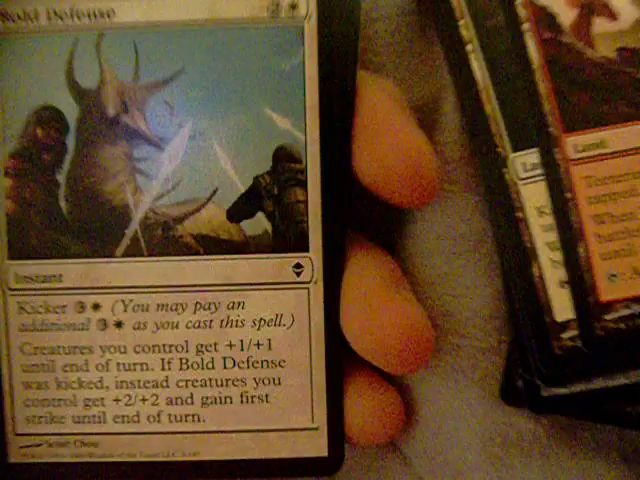 Bold Defense
Instant
Kicker 3 (You may pay an
additional 3 as you cast this spell.)
Creatures you control get +1/+1
until end of turn. If Bold Defense
was kicked, instead creatures you
control get +2/+2 and gain first
strike until end of turn.
Land